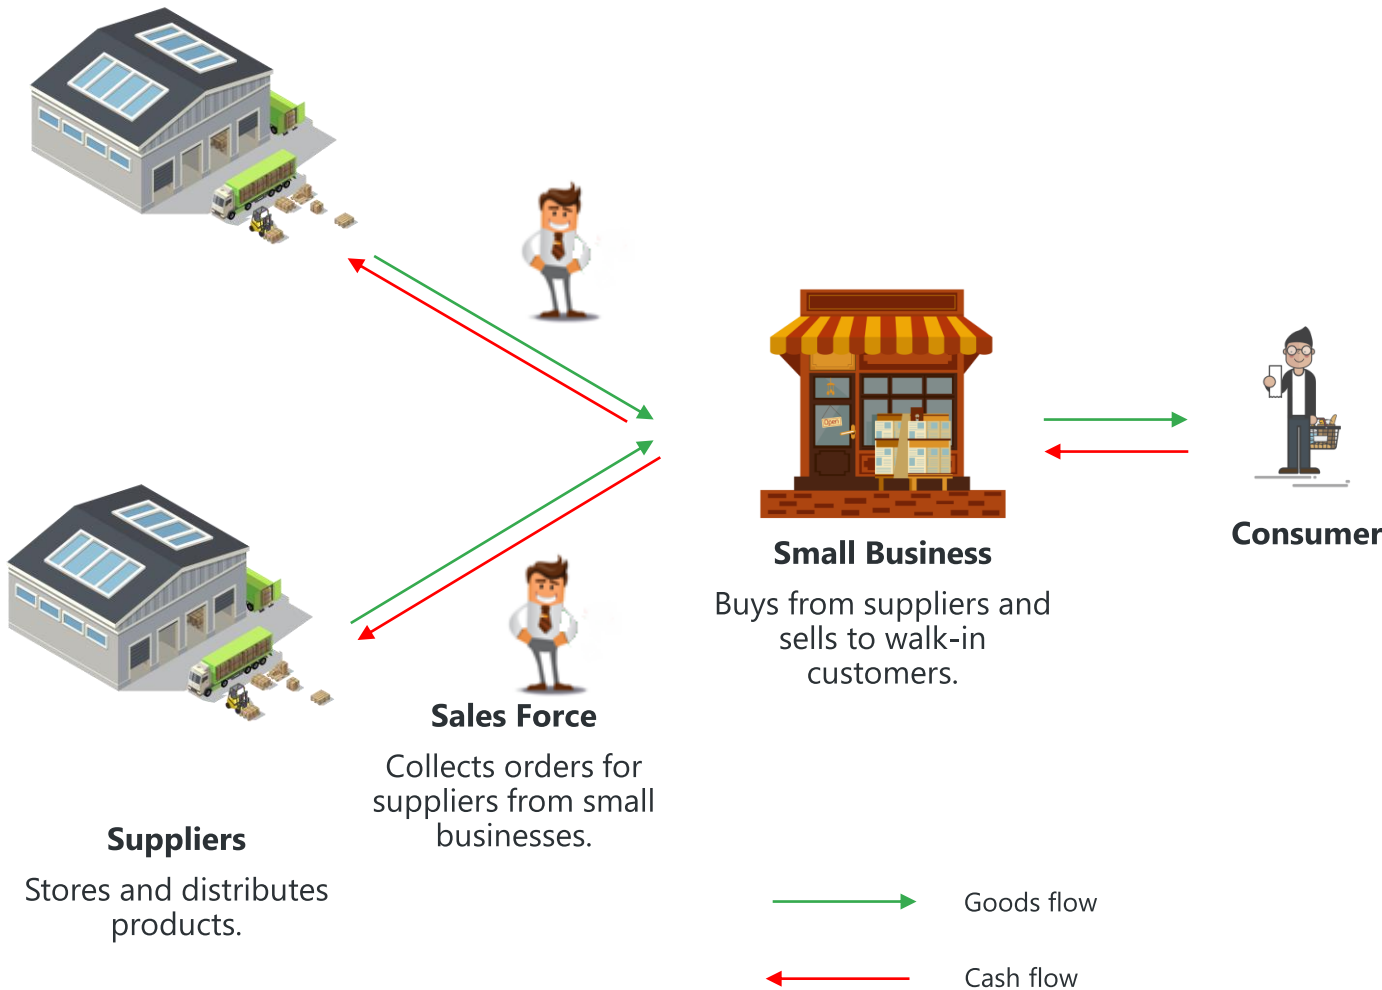 Open
Consumer
Small Business
Buys from suppliers and
sells to walk-in
customers.
Sales Force
Collects orders for
suppliers from small
businesses.
Suppliers
Stores and distributes
products.
Goods flow
Cash flow